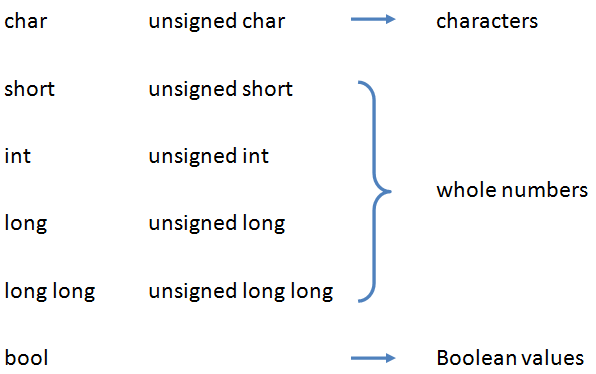 char unsigned char characters
short unsigned short
int unsigned int
whole numbers
long unsigned long
long long unsigned long long
bool Boolean values